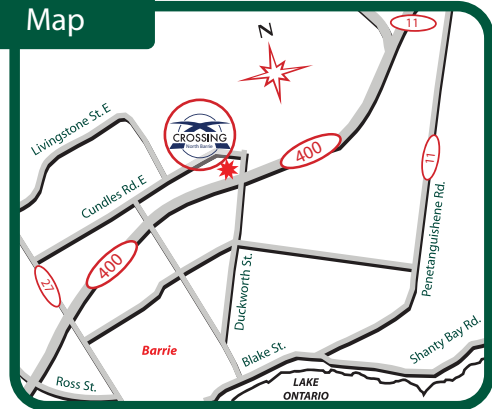 Map
11
N
Livingstone St. E
CROSSING
North Barrie
400
11
Cundles Rd. E
Penetanguishene Rd.
400
27
Duckworth St.
Barrie
Blake St.
Shanty Bay Rd.
Ross St.
LAKE
ONTARIO